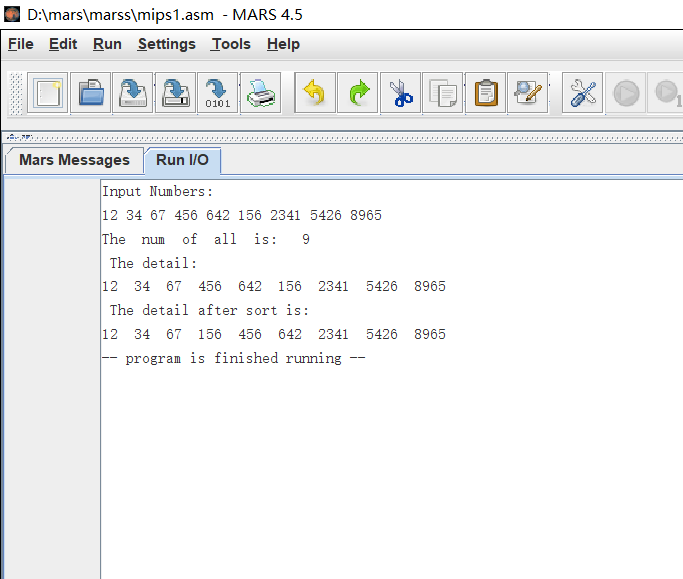 D:\mars\marss\mips1.asm - MARS 4.5
File Edit Run Settings Tools Help
0101
1
Mars Messages Run I/O
Input Numbers:
12 34 67 456 642 156 2341 5426 8965
The num of all is: 9
The detail:
12 34 67 456 642 156 2341 5426 8965
The detail after sort is:
12 34 67 156 456 642 2341 5426 8965
-- program is finished running --